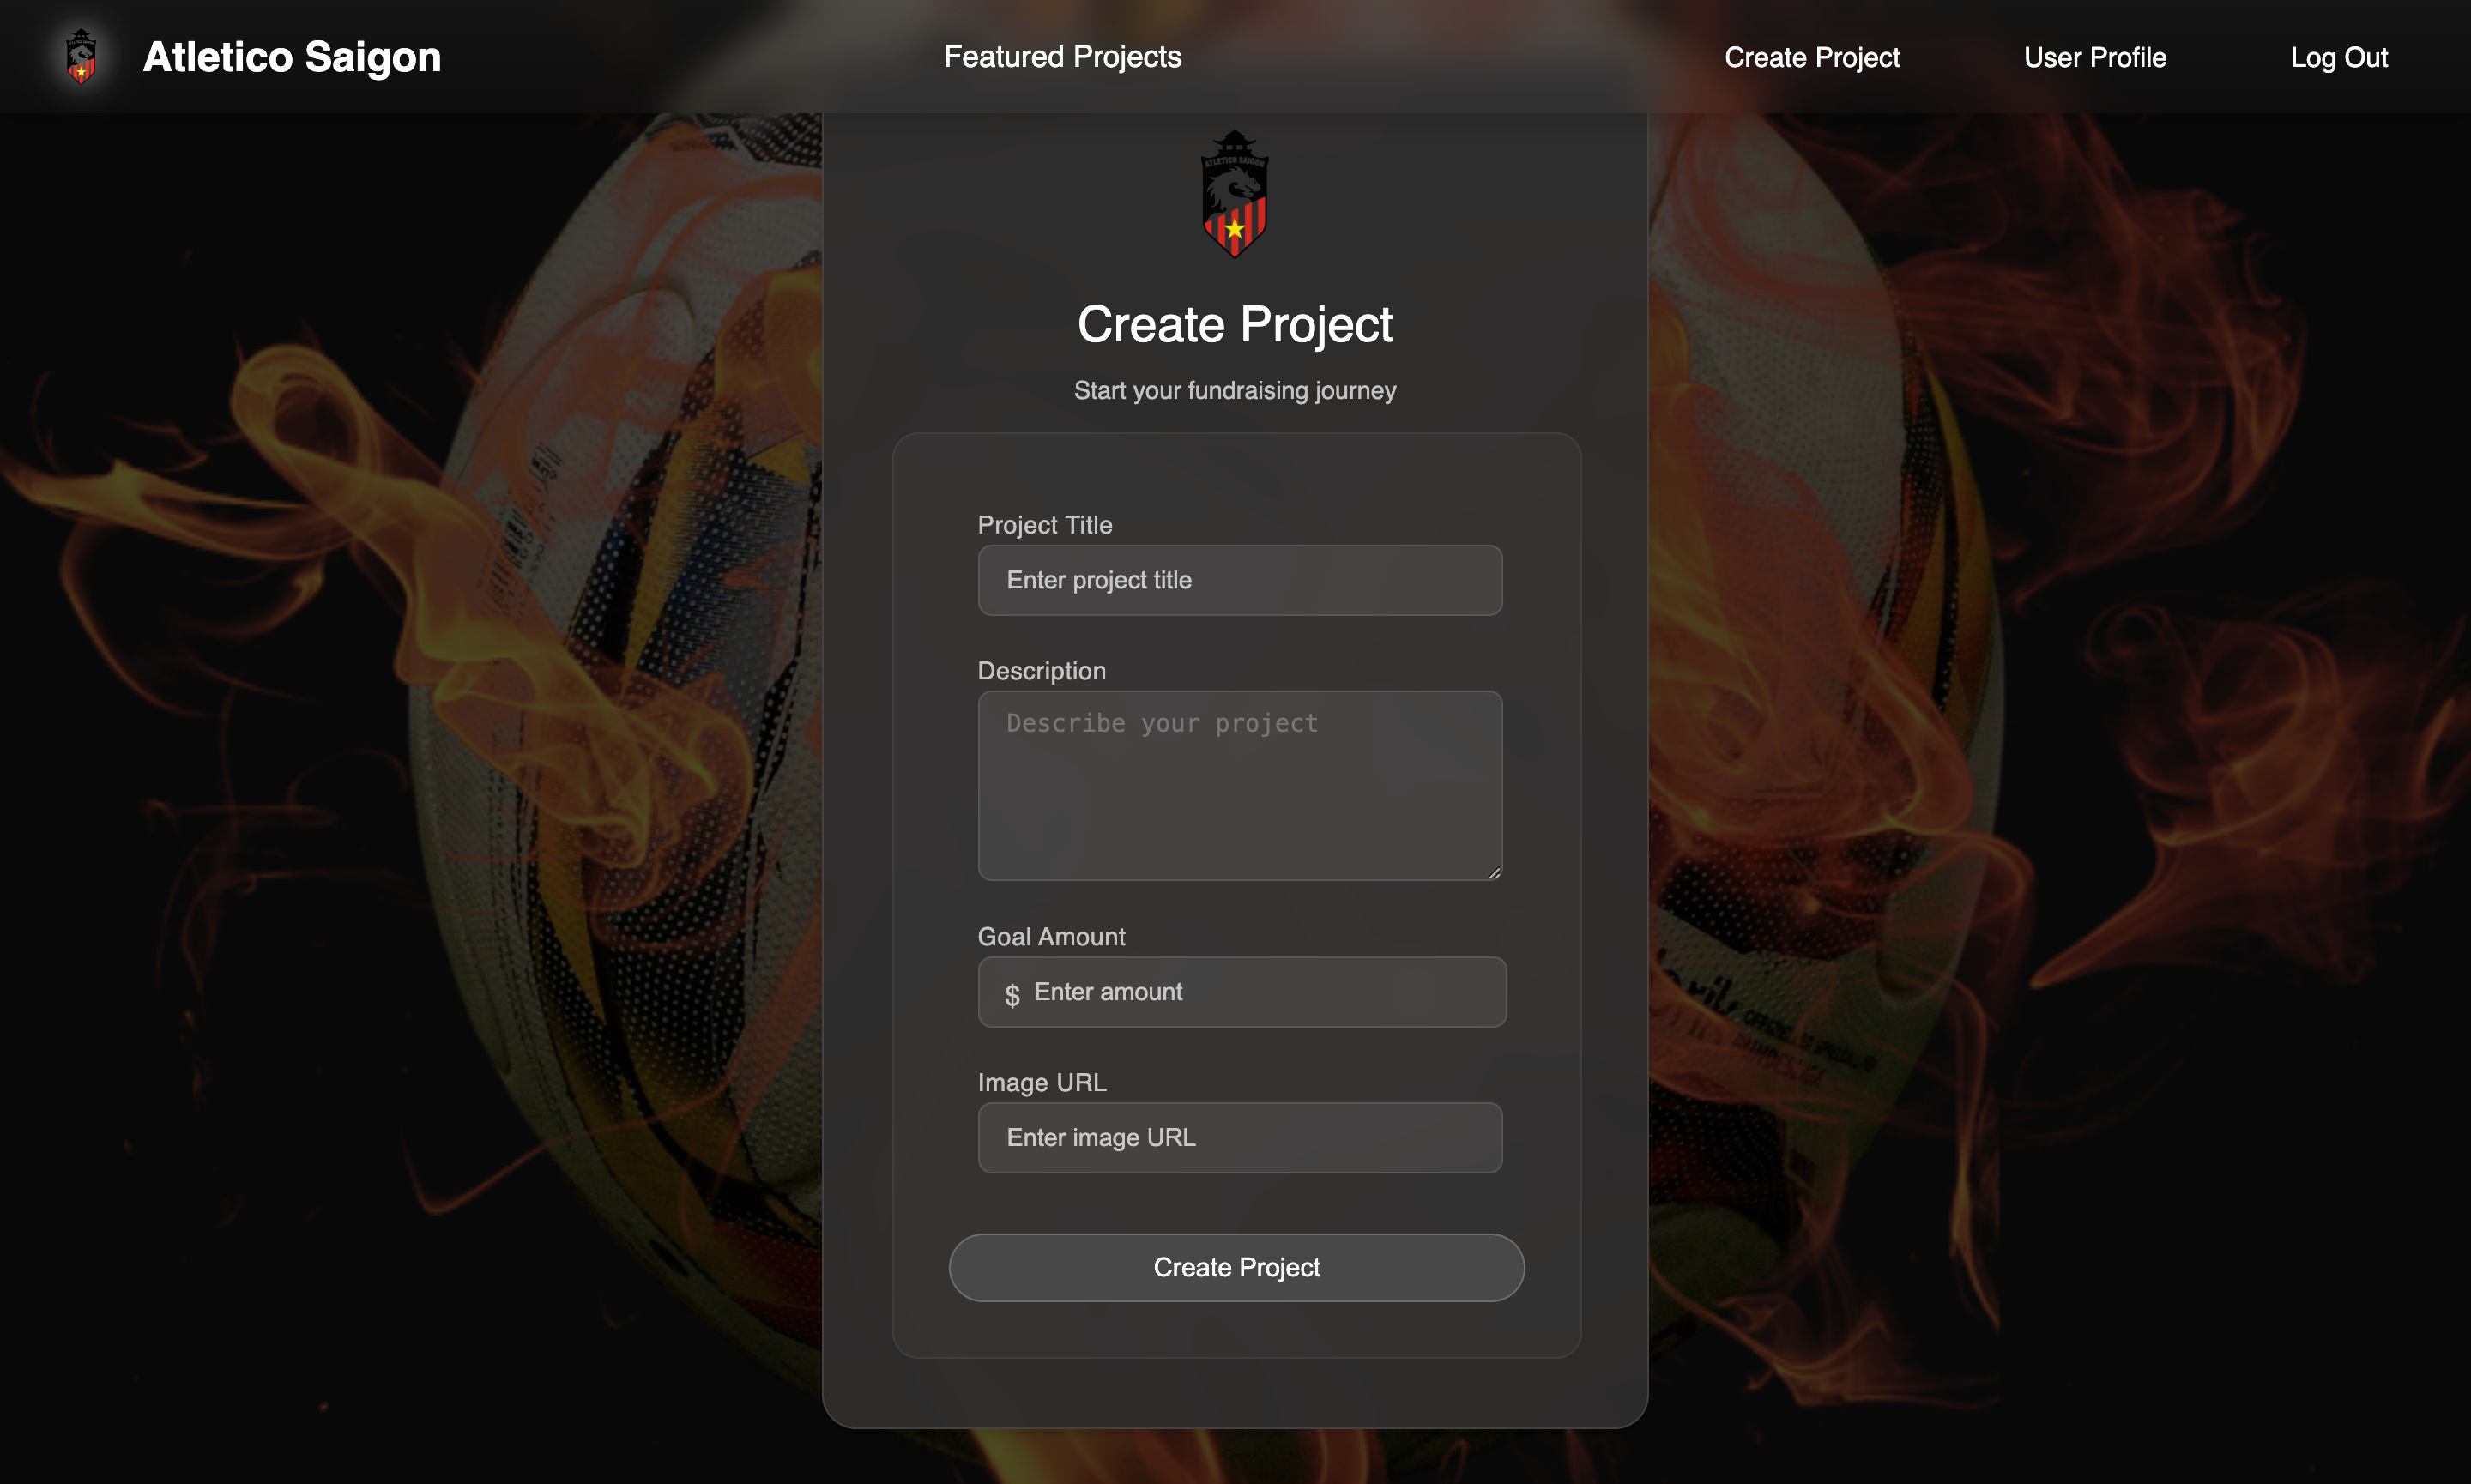 Atletico Saigon
Featured Projects
Create Project
User Profile
Log Out
ATLETICO SAIGON
Create Project
Start your fundraising journey
Project Title
Enter project title
Description
Describe your project
Goal Amount
$ Enter amount
Image URL
Enter image URL
Create Project